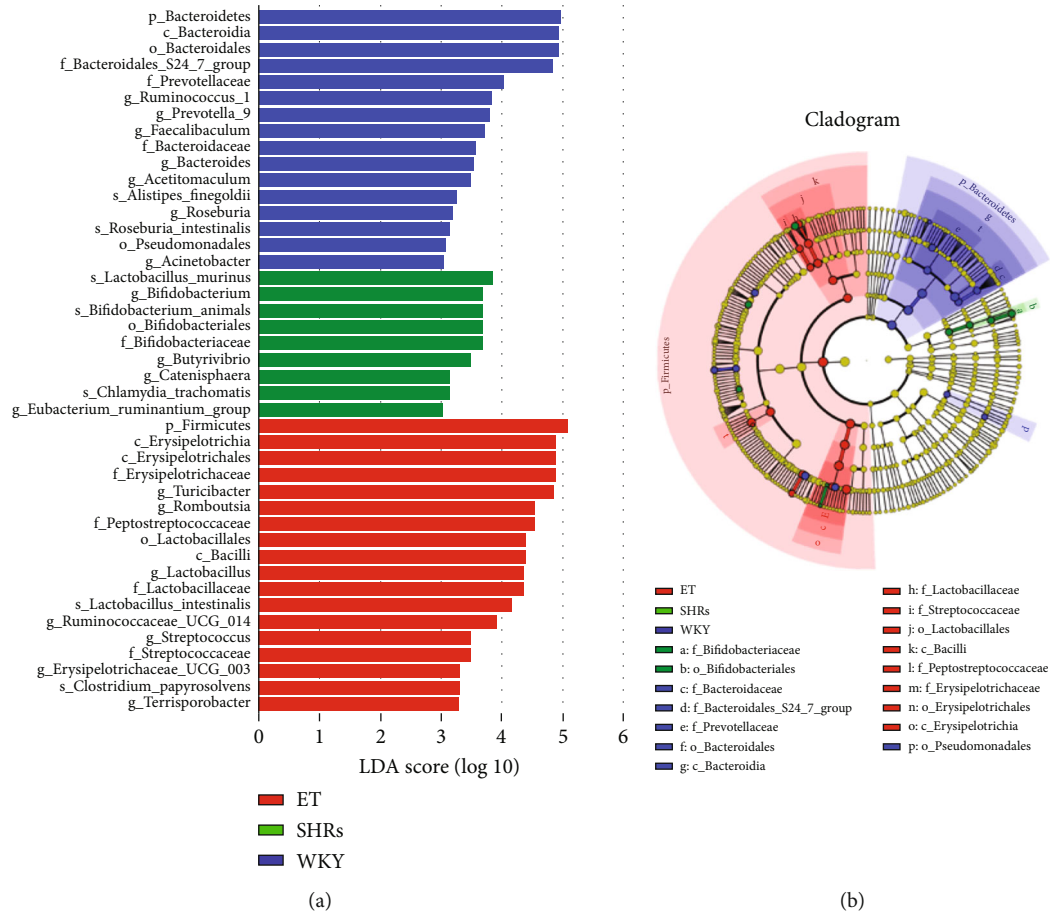 p_Bacteroidetes
c_Bacteroidia
o_Bacteroidales
f_Bacteroidales_S24_7_group
f_Prevotellaceae
g_Ruminococcus_1
g_Prevotella_9
g_Faecalibaculum
f_Bacteroidaceae
g_Bacteroides
g_Acetitomaculum
s_Alistipes_finegoldii
g_Roseburia
s_Roseburia_intestinalis
o_Pseudomonadales
g_Acinetobacter
s_Lactobacillus_murinus
g_Bifidobacterium
s_Bifidobacterium_animals
o_Bifidobacteriales
f_Bifidobacteriaceae
g_Butyrivibrio
g_Catenisphaera
s_Chlamydia_trachomatis
g_Eubacterium_ruminantium_group
p_Firmicutes
c_Erysipelotrichia
c_Erysipelotrichales
f_Erysipelotrichaceae
g_Turicibacter
g_Romboutsia
f_Peptostreptococcaceae
o_Lactobacillales
c_Bacilli
g_Lactobacillus
f_Lactobacillaceae
s_Lactobacillus_intestinalis
g_Ruminococcaceae_UCG_014
g_Streptococcus
f_Streptococcaceae
g_Erysipelotrichaceae_UCG_003
s_Clostridium_papyrosolvens
g_Terrisporobacter
0 1 2 3 4 5 6
LDA score (log 10)
ET
SHRs
WKY
(a)
Cladogram
p_Bacteroidetes
p_Firmicutes
k
j
h
g
e
d
c
b
p
l
c
o
ET
SHRs
WKY
a: f_Bifidobacteriaceae
b: o_Bifidobacteriales
c: f_Bacteroidaceae
d: f_Bacteroidales_S24_7_group
e: f_Prevotellaceae
f: o_Bacteroidales
g: c_Bacteroidia
h: f_Lactobacillaceae
i: f_Streptococcaceae
j: o_Lactobacillales
k: c_Bacilli
l: f_Peptostreptococcaceae
m: f_Erysipelotrichaceae
n: o_Erysipelotrichales
o: c_Erysipelotrichia
p: o_Pseudomonadales
(b)